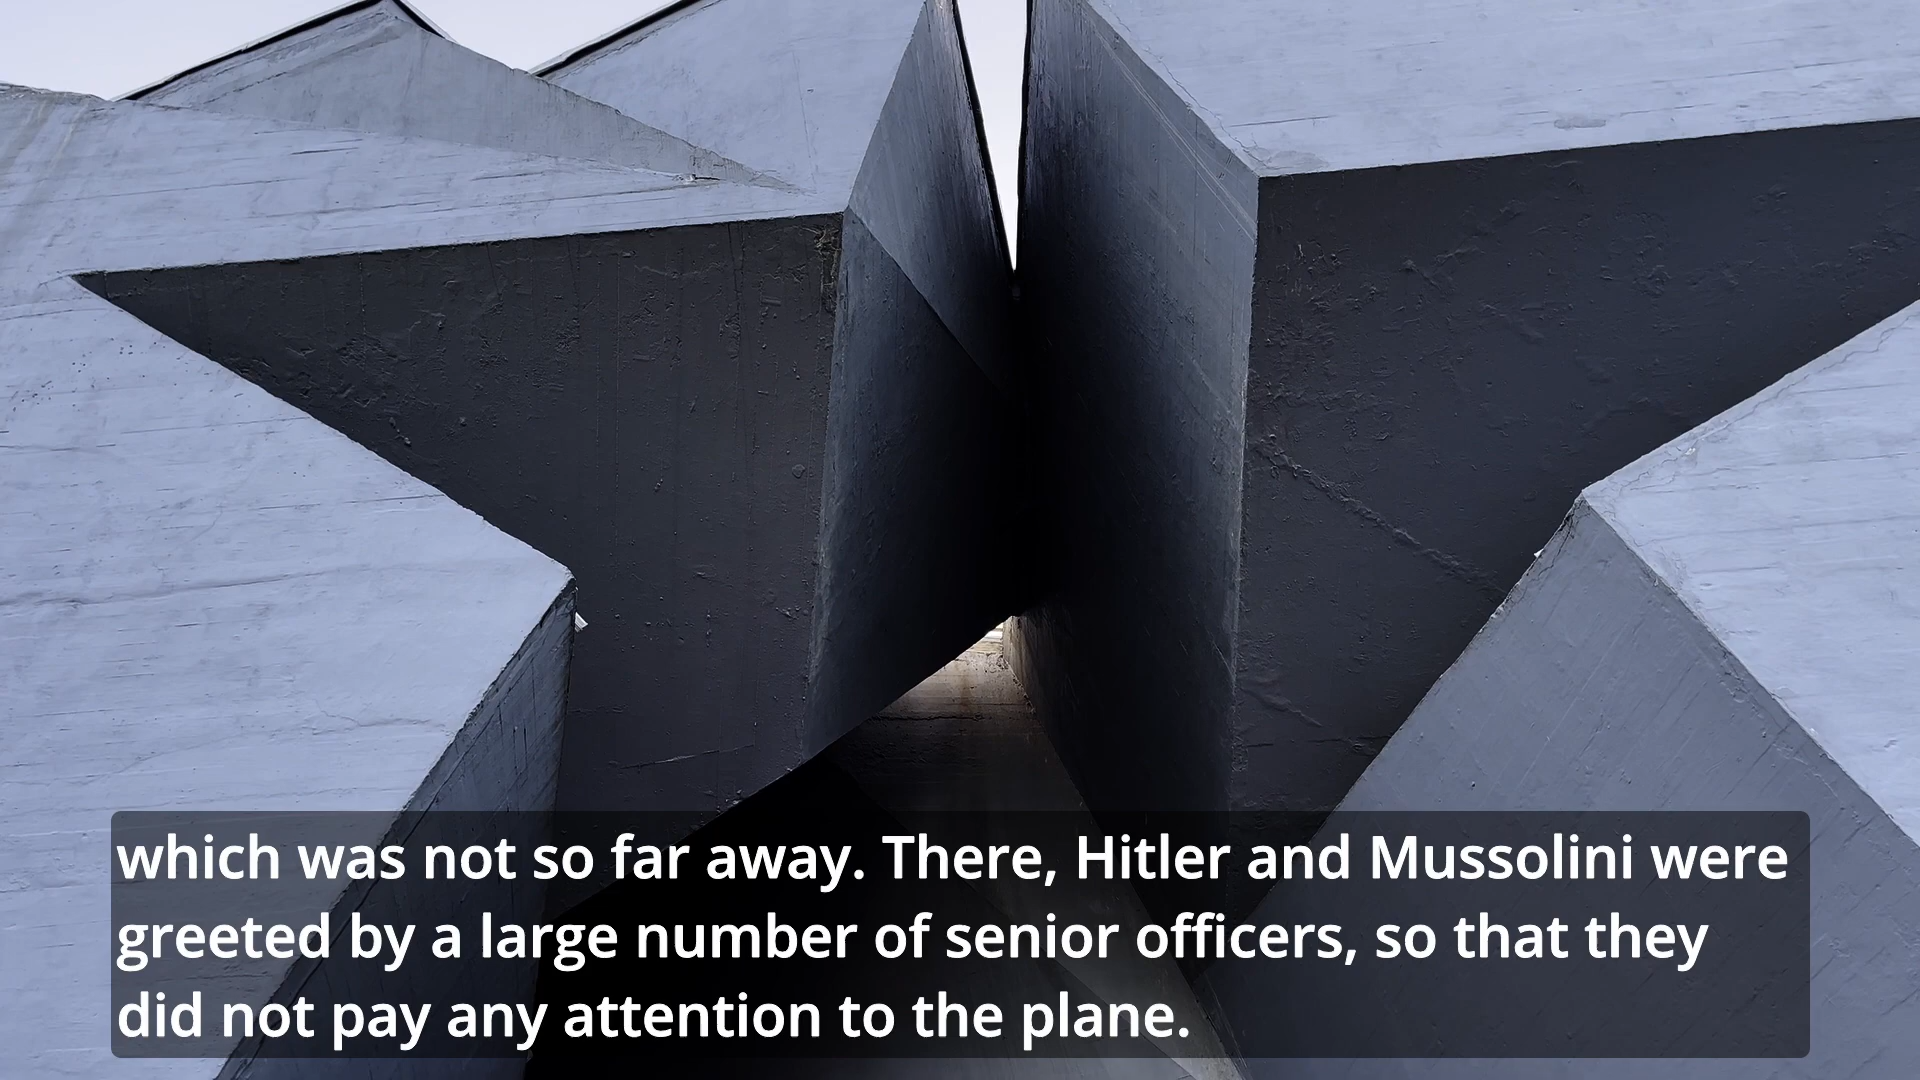 which was not so far away. There, Hitler and Mussolini were
greeted by a large number of senior officers, so that they
did not pay any attention to the plane.